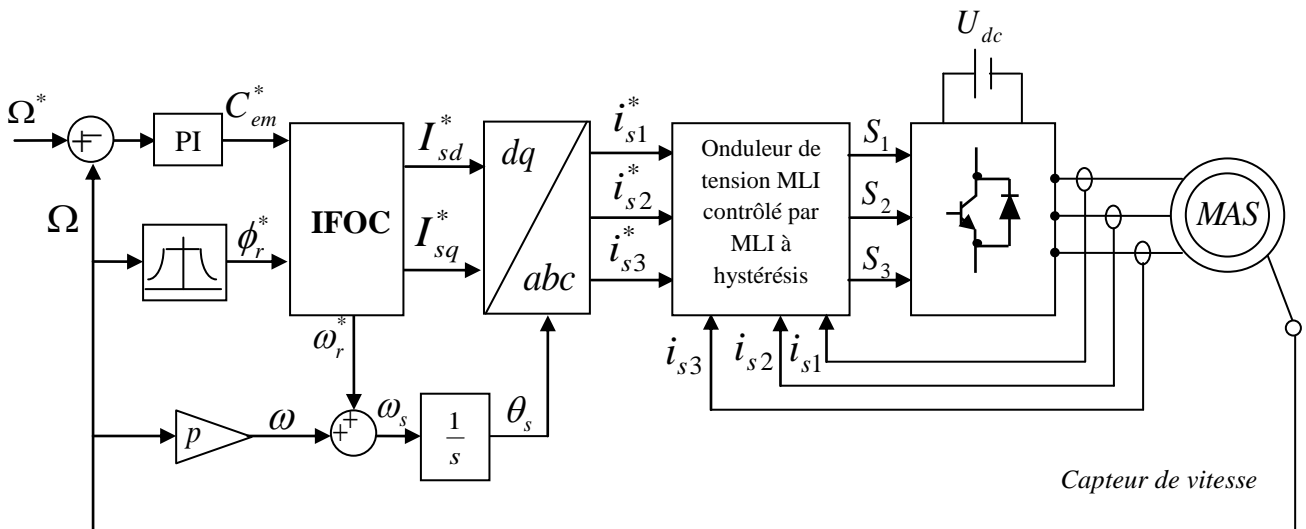 U_dc
Ω*
+−
PI
C*_em
IFOC
I*_sd
I*_sq
dq
abc
i*_s1
i*_s2
i*_s3
Onduleur de
tension MLI
contrôlé par
MLI à
hystérésis
S_1
S_2
S_3
MAS
Ω
ϕ*_r
ω*_r
i_s3
i_s2
i_s1
p
ω
+
+
ω_s
1/s
θ_s
Capteur de vitesse